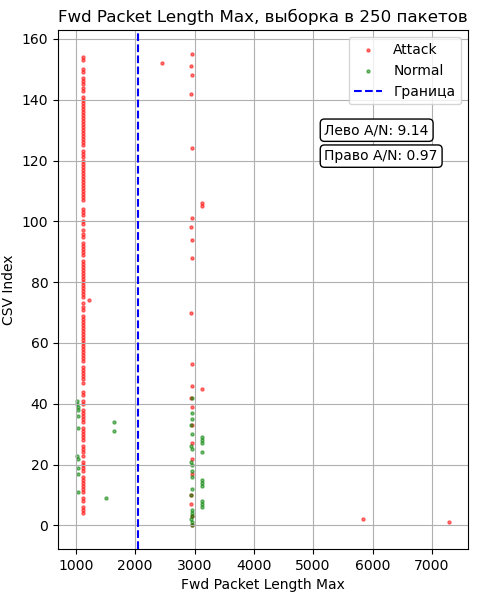 Fwd Packet Length Max, выборка в 250 пакетов
Attack
Normal
Граница
Лево A/N: 9.14
Право A/N: 0.97
CSV Index
160
140
120
100
80
60
40
20
0
1000 2000 3000 4000 5000 6000 7000
Fwd Packet Length Max